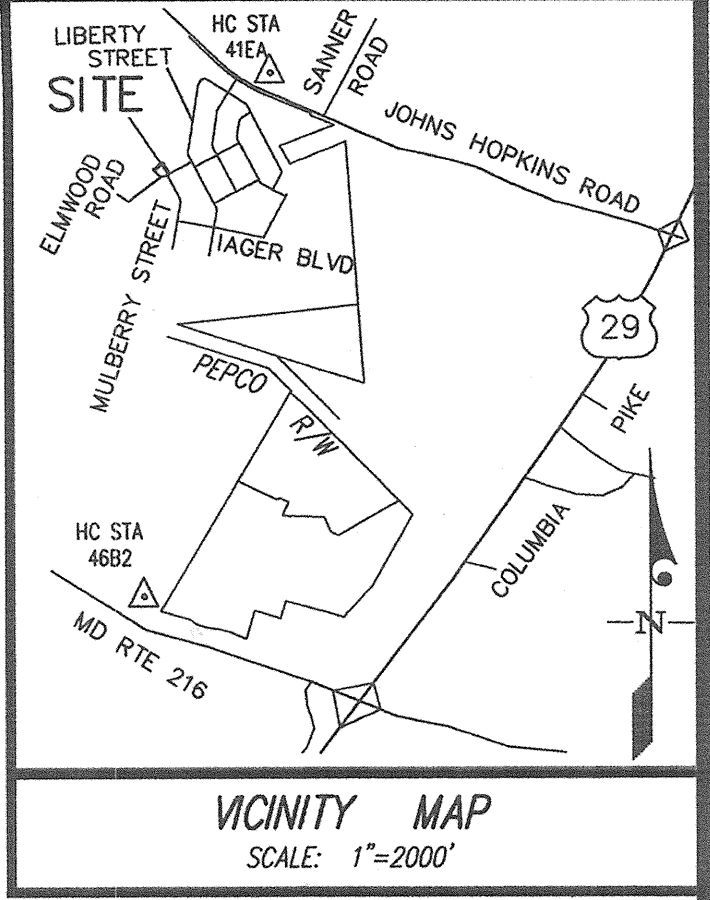 HC STA
41EA
LIBERTY
STREET
SITE
SANNER
ROAD
JOHNS HOPKINS ROAD
ELMWOOD
ROAD
MULBERRY STREET
IAGER BLVD
29
PEPCO
R/W
COLUMBIA PIKE
HC STA
46B2
MD RTE 216
N
VICINITY MAP
SCALE: 1"=2000'